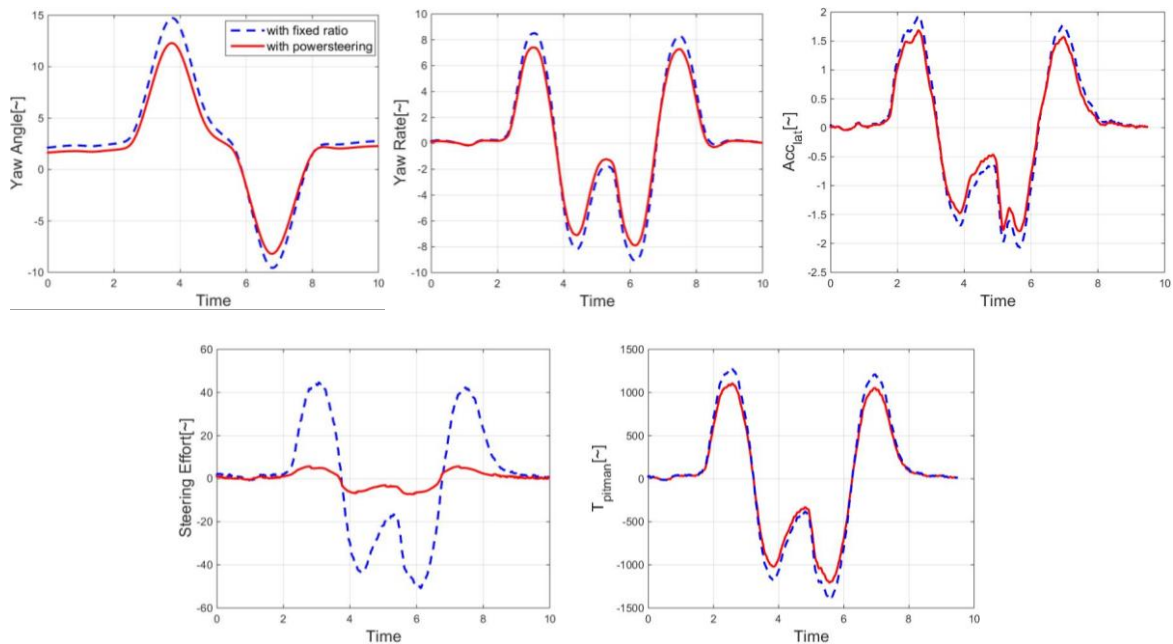 15
10
5
0
-5
-10
Yaw Angle[~]
0 2 4 6 8 10
Time
with fixed ratio
with powersteering
10
8
6
4
2
0
-2
-4
-6
-8
-10
Yaw Rate[~]
0 2 4 6 8 10
Time
2
1.5
1
0.5
0
-0.5
-1
-1.5
-2
-2.5
Acc_lat[~]
0 2 4 6 8 10
Time
60
40
20
0
-20
-40
-60
Steering Effort[~]
0 2 4 6 8 10
Time
1500
1000
500
0
-500
-1000
-1500
T_pitman[~]
0 2 4 6 8 10
Time